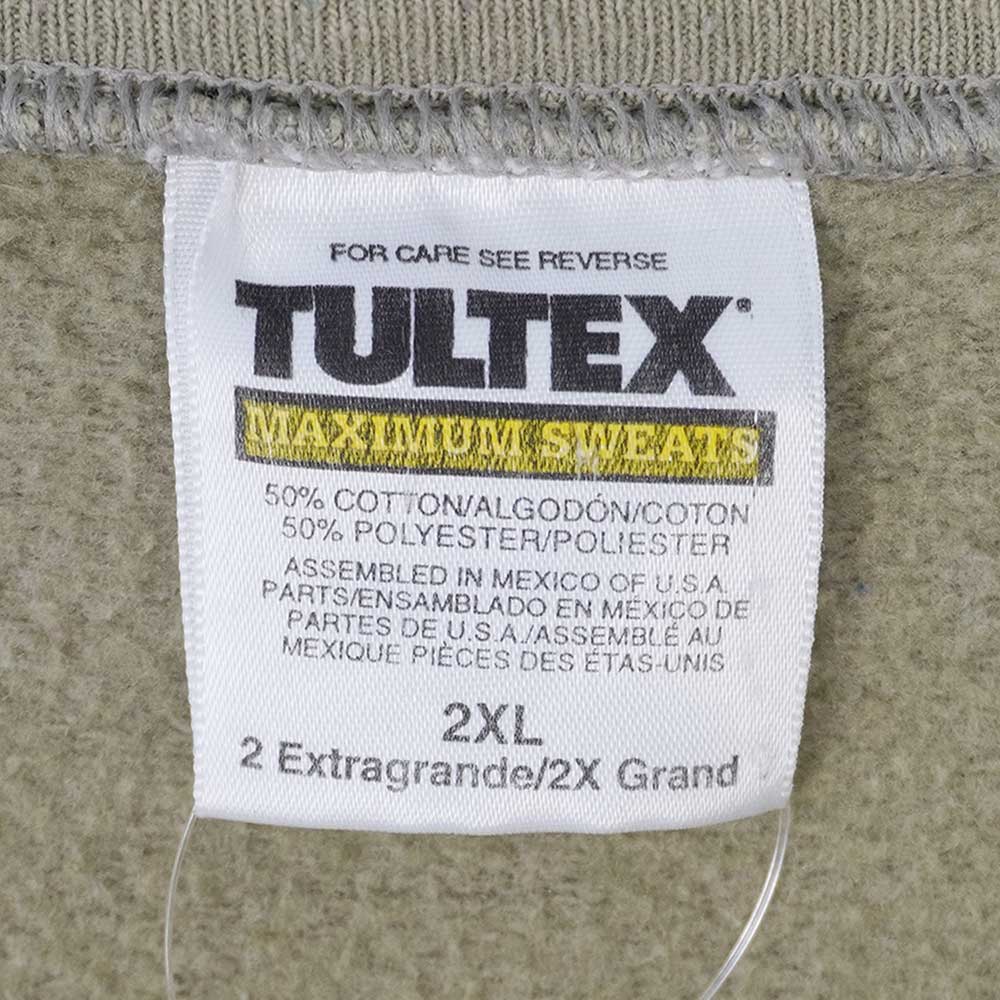 FOR CARE SEE REVERSE
TULTEX®
MAXIMUM SWEATS
50% COTTON/ALGODÓN/COTON
50% POLYESTER/POLIESTER
ASSEMBLED IN MEXICO OF U.S.A.
PARTS/ENSAMBLADO EN MÉXICO DE
PARTES DE U.S.A./ASSEMBLÉ AU
MEXIQUE PIÈCES DES ÉTAS-UNIS
2XL
2 Extragrande/2X Grand